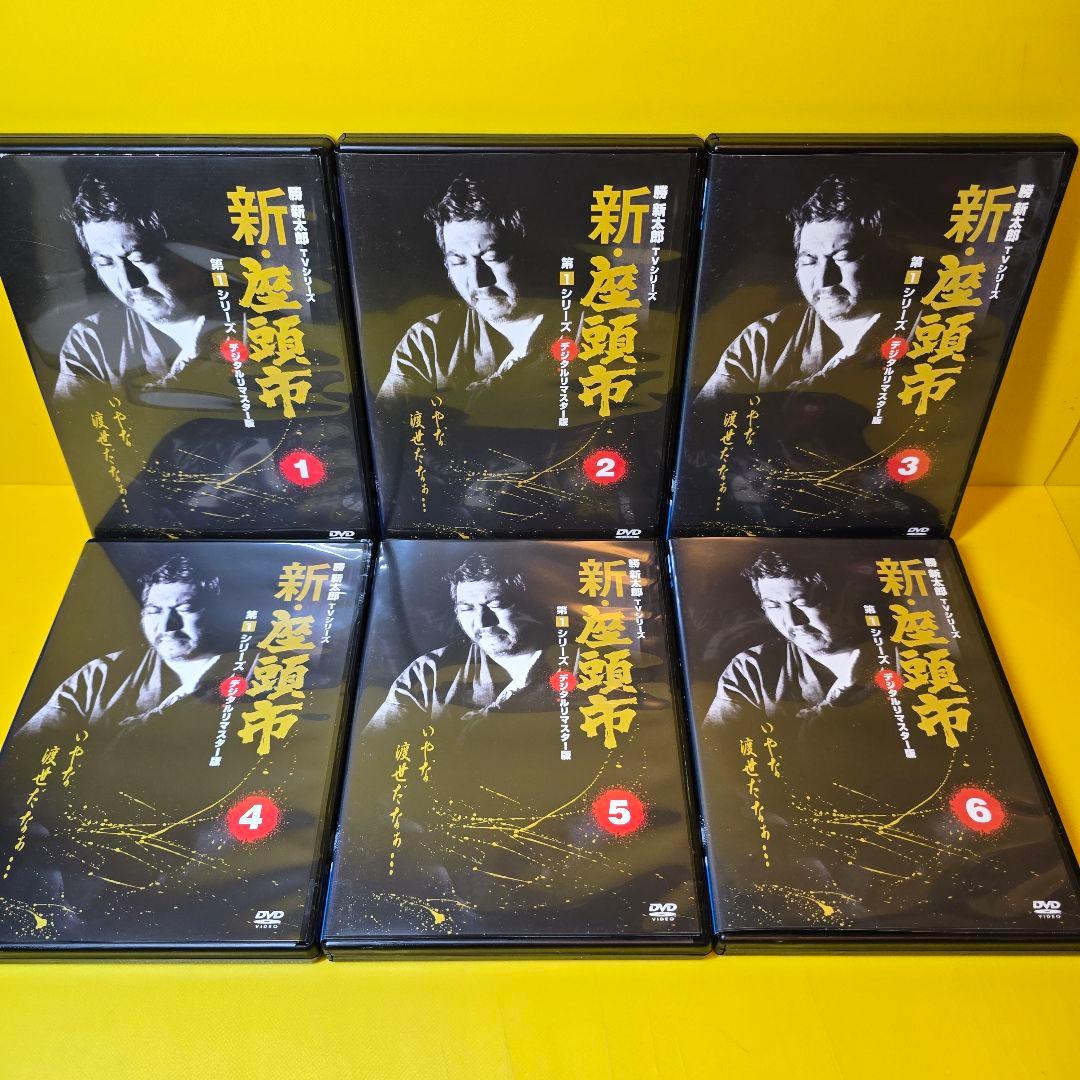 勝 新太郎 TVシリーズ
新・座頭市
第1シリーズ デジタルリマスター版
いやな
渡世だなぁ…
1
DVD
勝 新太郎 TVシリーズ
新・座頭市
第1シリーズ デジタルリマスター版
いやな
渡世だなぁ…
2
DVD
勝 新太郎 TVシリーズ
新・座頭市
第1シリーズ デジタルリマスター版
いやな
渡世だなぁ…
3
DVD
勝 新太郎 TVシリーズ
新・座頭市
第1シリーズ デジタルリマスター版
いやな
渡世だなぁ…
4
DVD
VIDEO
勝 新太郎 TVシリーズ
新・座頭市
第1シリーズ デジタルリマスター版
いやな
渡世だなぁ…
5
DVD
VIDEO
勝 新太郎 TVシリーズ
新・座頭市
第1シリーズ デジタルリマスター版
いやな
渡世だなぁ…
6
DVD
VIDEO